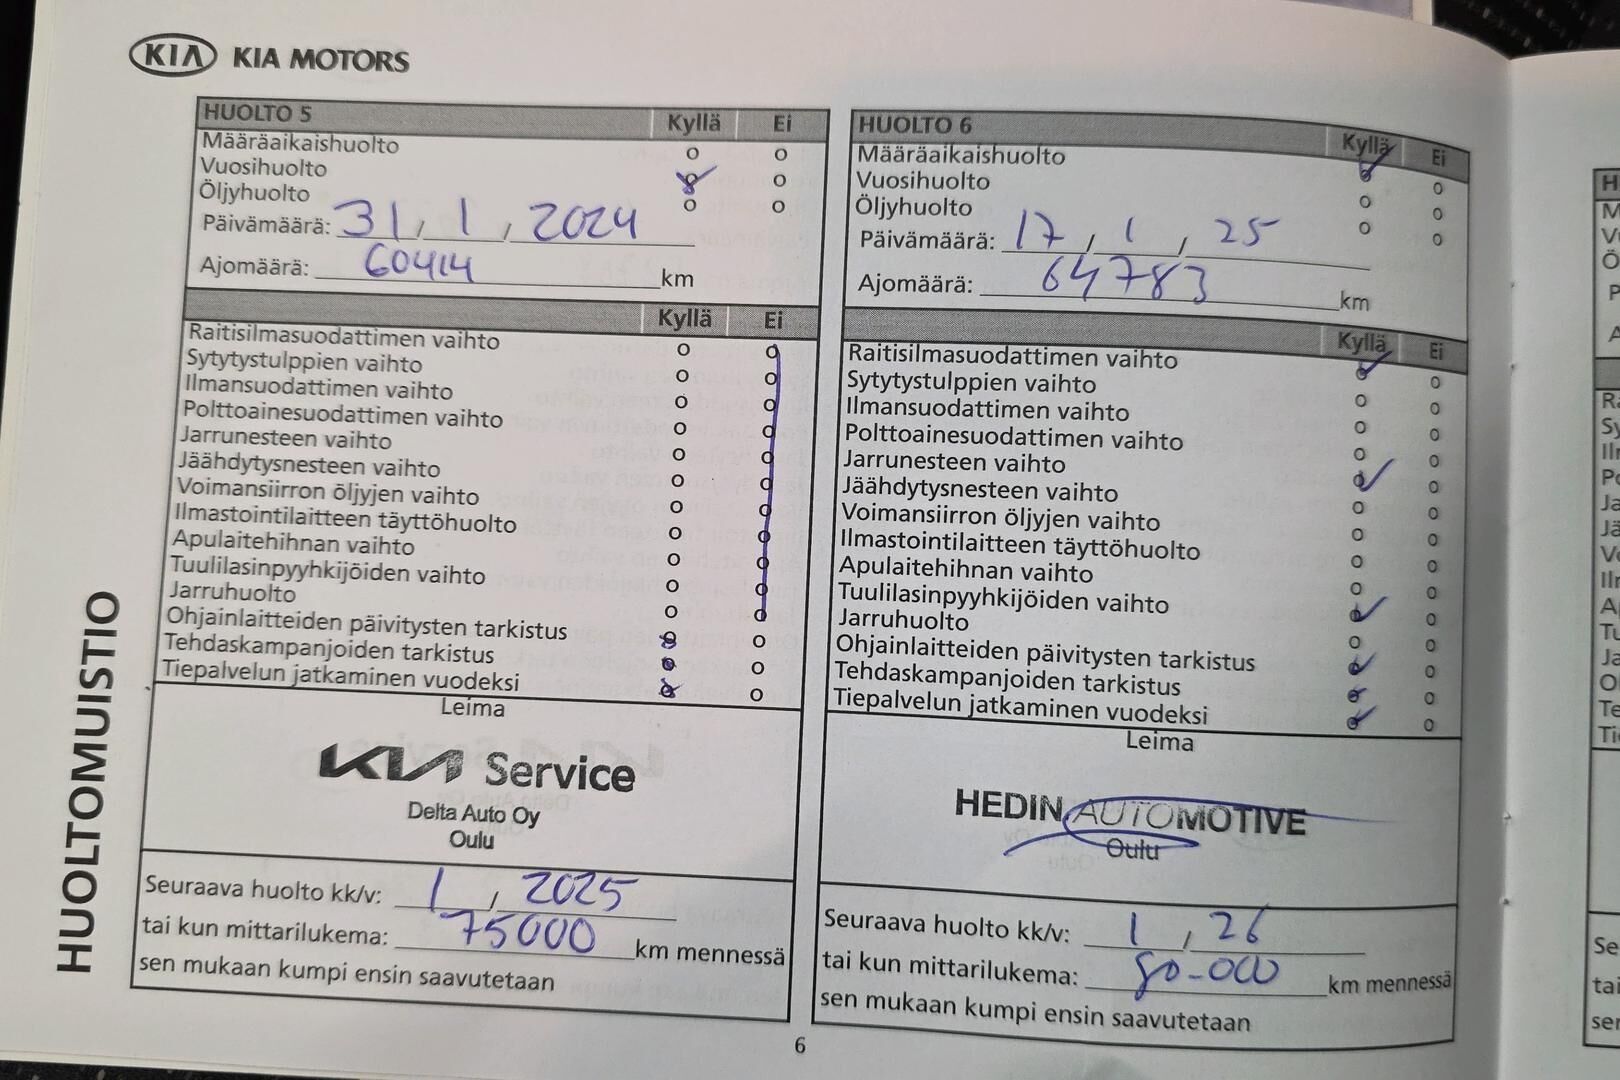 KIA KIA MOTORS
HUOLTOMUISTIO
HUOLTO 5 Kyllä Ei
Määräaikaishuolto o o
Vuosihuolto o o
Öljyhuolto o o
Päivämäärä: 31, 1, 2024
Ajomäärä: 60414 km
Kyllä Ei
Raitisilmasuodattimen vaihto o o
Sytytystulppien vaihto o o
Ilmansuodattimen vaihto o o
Polttoainesuodattimen vaihto o o
Jarrunesteen vaihto o o
Jäähdytysnesteen vaihto o o
Voimansiirron öljyjen vaihto o o
Ilmastointilaitteen täyttöhuolto o o
Apulaitehihnan vaihto o o
Tuulilasinpyyhkijöiden vaihto o o
Jarruhuolto o o
Ohjainlaitteiden päivitysten tarkistus o o
Tehdaskampanjoiden tarkistus o o
Tiepalvelun jatkaminen vuodeksi o o
Leima
KIA Service
Delta Auto Oy
Oulu
Seuraava huolto kk/v: 1, 2025
tai kun mittarilukema: 75000 km mennessä
sen mukaan kumpi ensin saavutetaan
HUOLTO 6 Kyllä Ei
Määräaikaishuolto o o
Vuosihuolto o o
Öljyhuolto o o
Päivämäärä: 17, 1, 25
Ajomäärä: 64783 km
Kyllä Ei
Raitisilmasuodattimen vaihto o o
Sytytystulppien vaihto o o
Ilmansuodattimen vaihto o o
Polttoainesuodattimen vaihto o o
Jarrunesteen vaihto o o
Jäähdytysnesteen vaihto o o
Voimansiirron öljyjen vaihto o o
Ilmastointilaitteen täyttöhuolto o o
Apulaitehihnan vaihto o o
Tuulilasinpyyhkijöiden vaihto o o
Jarruhuolto o o
Ohjainlaitteiden päivitysten tarkistus o o
Tehdaskampanjoiden tarkistus o o
Tiepalvelun jatkaminen vuodeksi o o
Leima
HEDIN AUTOMOTIVE
Oulu
Seuraava huolto kk/v: 1, 26
tai kun mittarilukema: 80-000 km mennessä
sen mukaan kumpi ensin saavutetaan
6